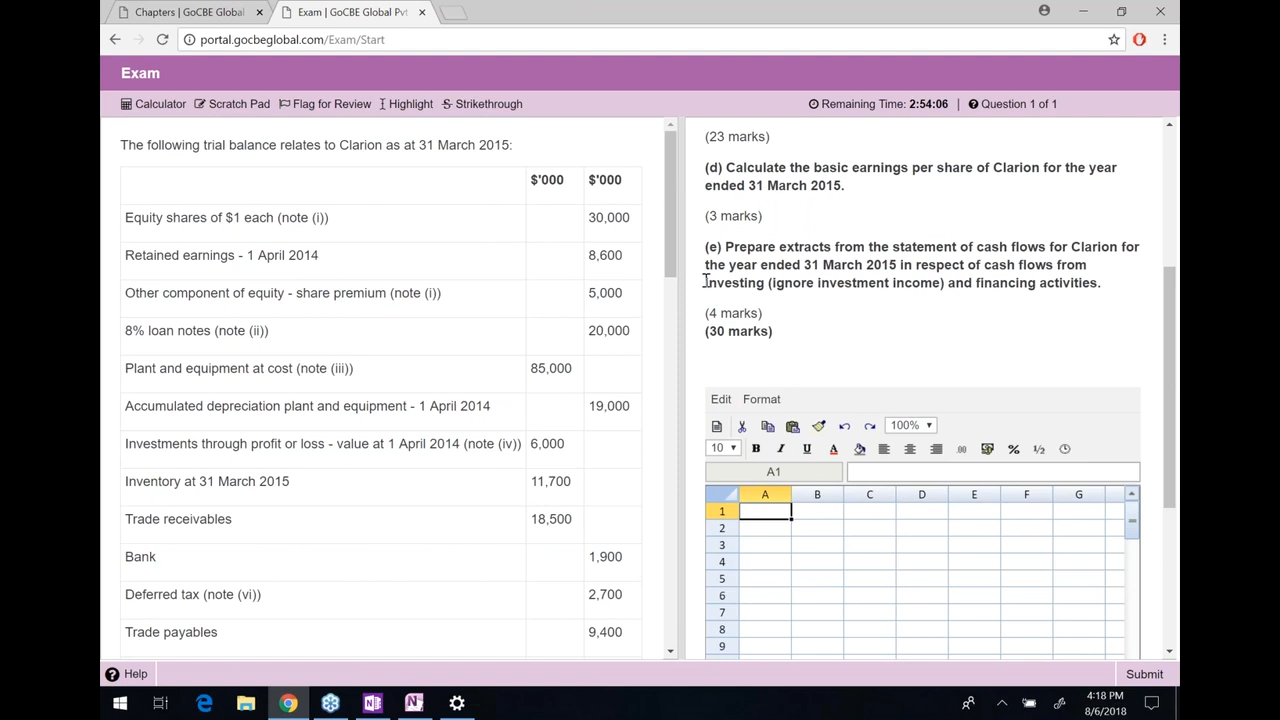 Chapters | GoCBE Global
Exam | GoCBE Global Pvt
portal.gocbeglobal.com/Exam/Start
Exam
Calculator Scratch Pad Flag for Review Highlight Strikethrough
Remaining Time: 2:54:06 | Question 1 of 1
The following trial balance relates to Clarion as at 31 March 2015:
$'000 $'000
Equity shares of $1 each (note (i)) 30,000
Retained earnings - 1 April 2014 8,600
Other component of equity - share premium (note (i)) 5,000
8% loan notes (note (ii)) 20,000
Plant and equipment at cost (note (iii)) 85,000
Accumulated depreciation plant and equipment - 1 April 2014 19,000
Investments through profit or loss - value at 1 April 2014 (note (iv)) 6,000
Inventory at 31 March 2015 11,700
Trade receivables 18,500
Bank 1,900
Deferred tax (note (vi)) 2,700
Trade payables 9,400
(23 marks)
(d) Calculate the basic earnings per share of Clarion for the year
ended 31 March 2015.
(3 marks)
(e) Prepare extracts from the statement of cash flows for Clarion for
the year ended 31 March 2015 in respect of cash flows from
investing (ignore investment income) and financing activities.
(4 marks)
(30 marks)
Edit Format
100%
10 B I U A .00 % 1/2
A1
A B C D E F G
1
2
3
4
5
6
7
8
9
Help
Submit
4:18 PM
8/6/2018